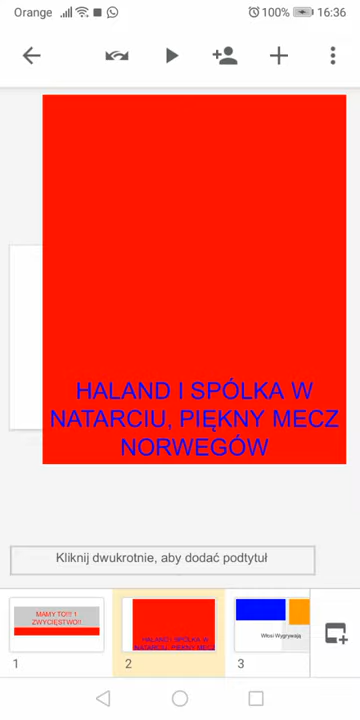 Orange 100% 16:36
HALAND I SPÓLKA W
NATARCIU, PIĘKNY MECZ
NORWEGÓW
Kliknij dwukrotnie, aby dodać podtytuł
MAMY TO!!! 1
ZWYCIĘSTWO!!
HALAND I SPÓLKA W
NATARCIU, PIĘKNY MECZ
Włosi Wygrywają
1
2
3